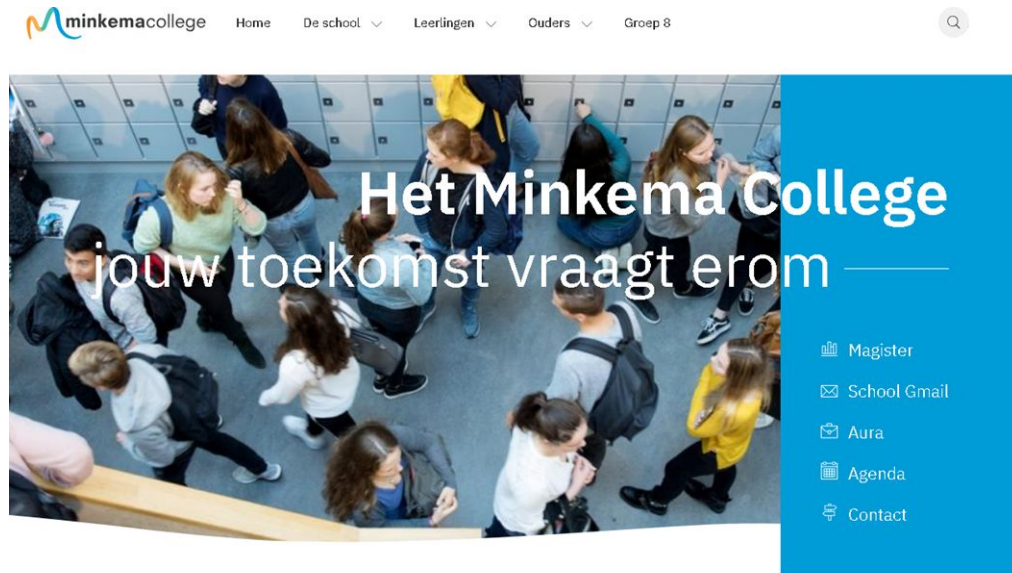 minkemacollege Home De school Leerlingen Ouders Groep 8
Het Minkema College
jouw toekomst vraagt erom
Magister
School Gmail
Aura
Agenda
Contact